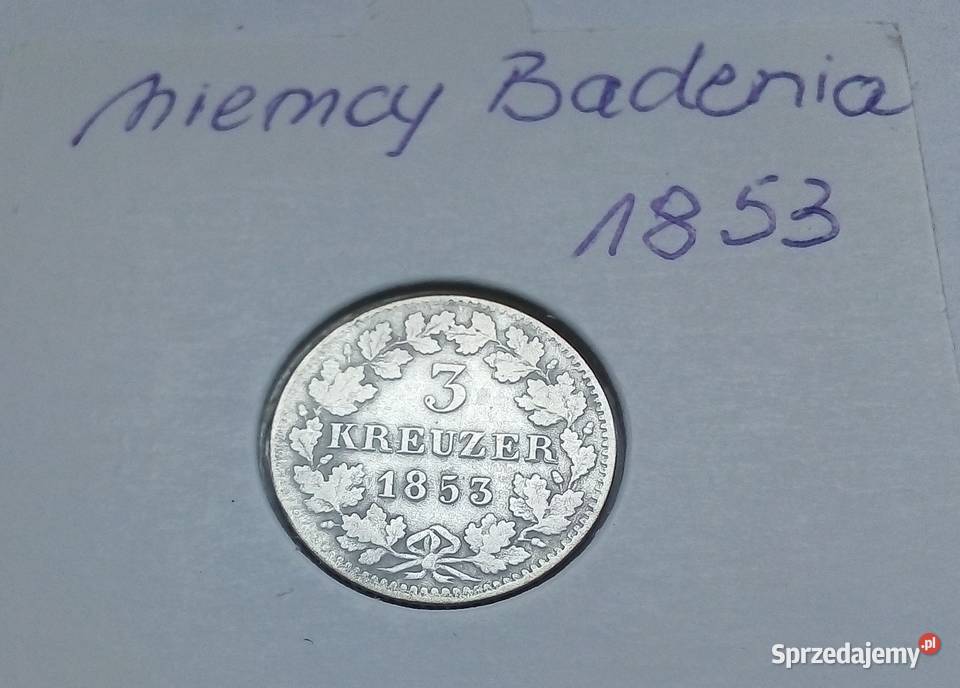 Niemcy Badenia
1853
3
KREUZER
1853
Sprzedajemy.pl